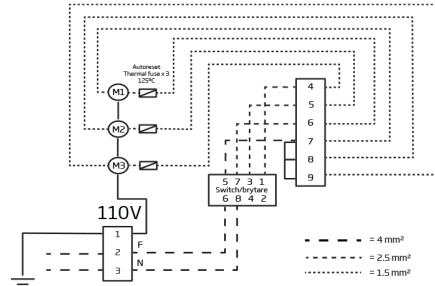 Autoreset
Thermal fuse x 3
125ºC
M1
M2
M3
4
5
6
7
8
9
5 7 3 1
Switch/brytare
6 8 4 2
110V
1
2
3
F
N
= 4 mm²
= 2.5 mm²
= 1.5 mm²